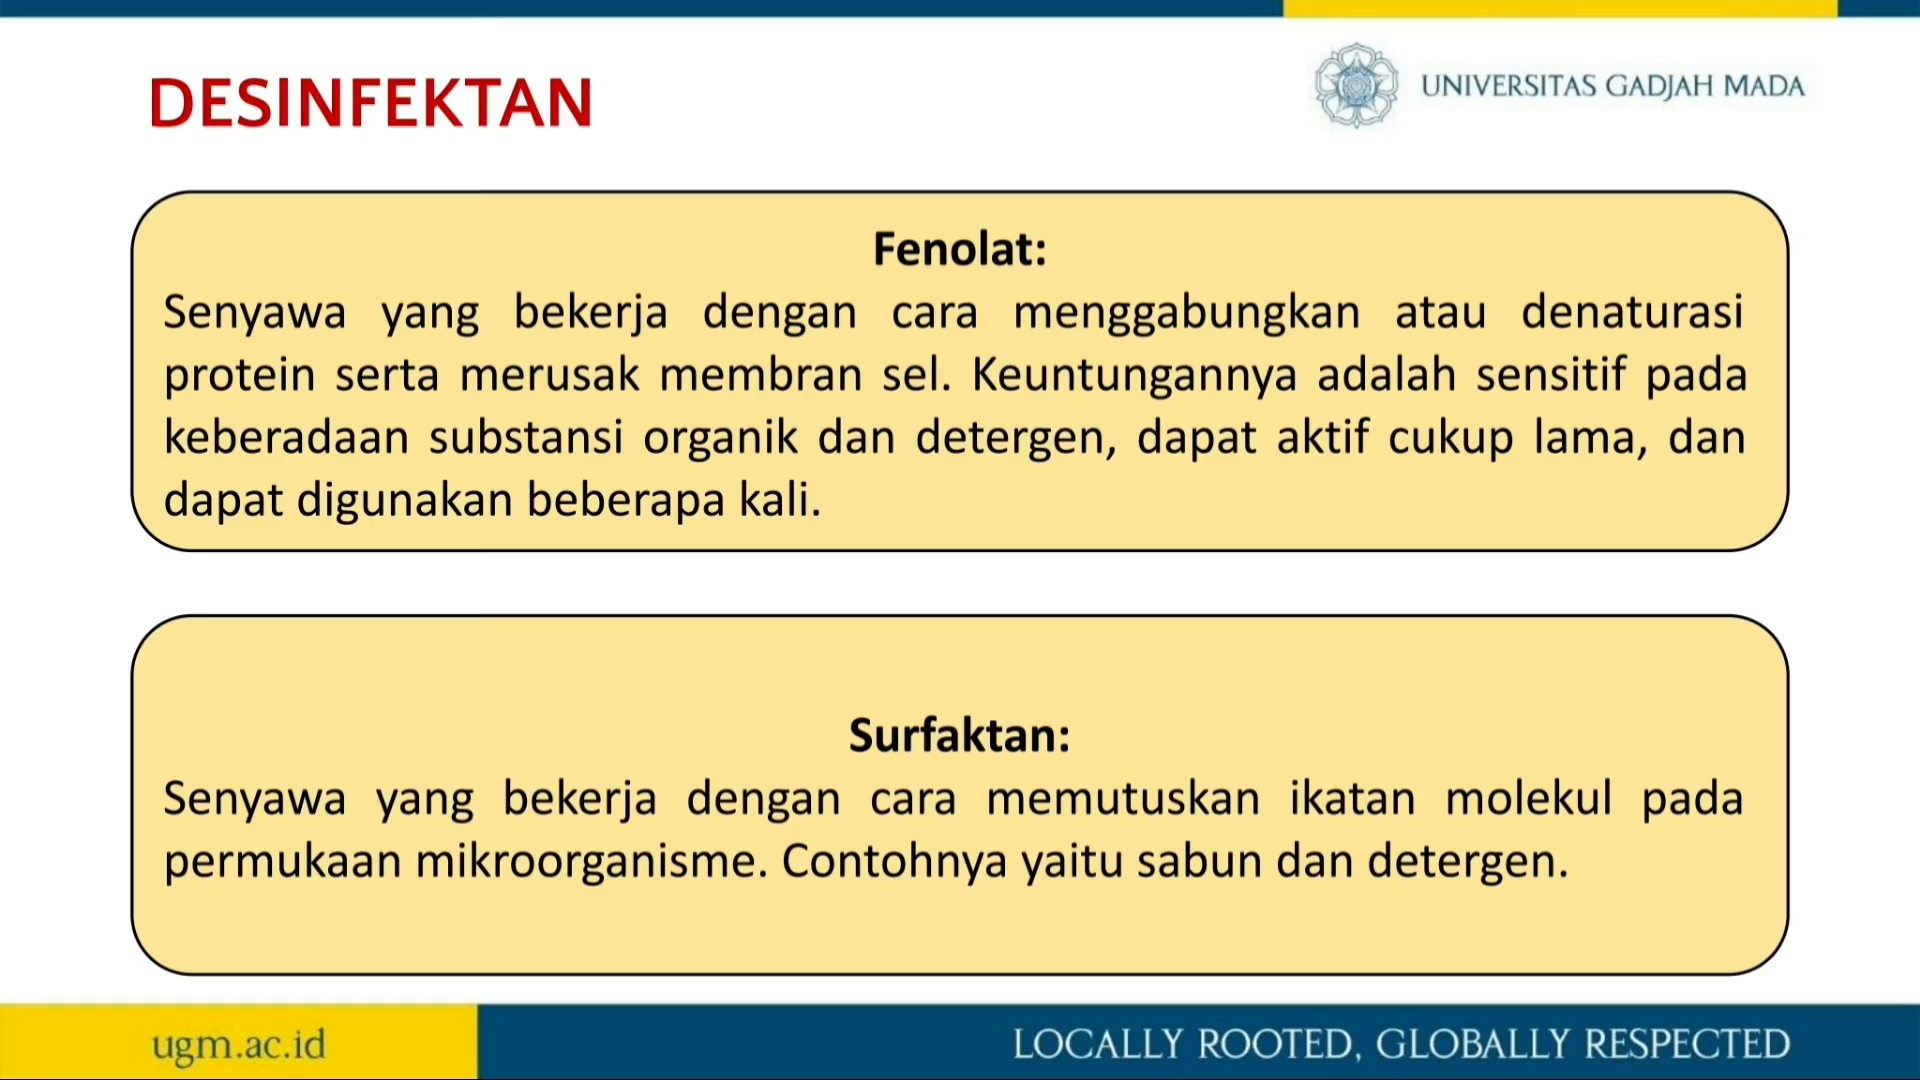 DESINFEKTAN
UNIVERSITAS GADJAH MADA
Fenolat:
Senyawa yang bekerja dengan cara menggabungkan atau denaturasi
protein serta merusak membran sel. Keuntungannya adalah sensitif pada
keberadaan substansi organik dan detergen, dapat aktif cukup lama, dan
dapat digunakan beberapa kali.
Surfaktan:
Senyawa yang bekerja dengan cara memutuskan ikatan molekul pada
permukaan mikroorganisme. Contohnya yaitu sabun dan detergen.
ugm.ac.id
LOCALLY ROOTED, GLOBALLY RESPECTED